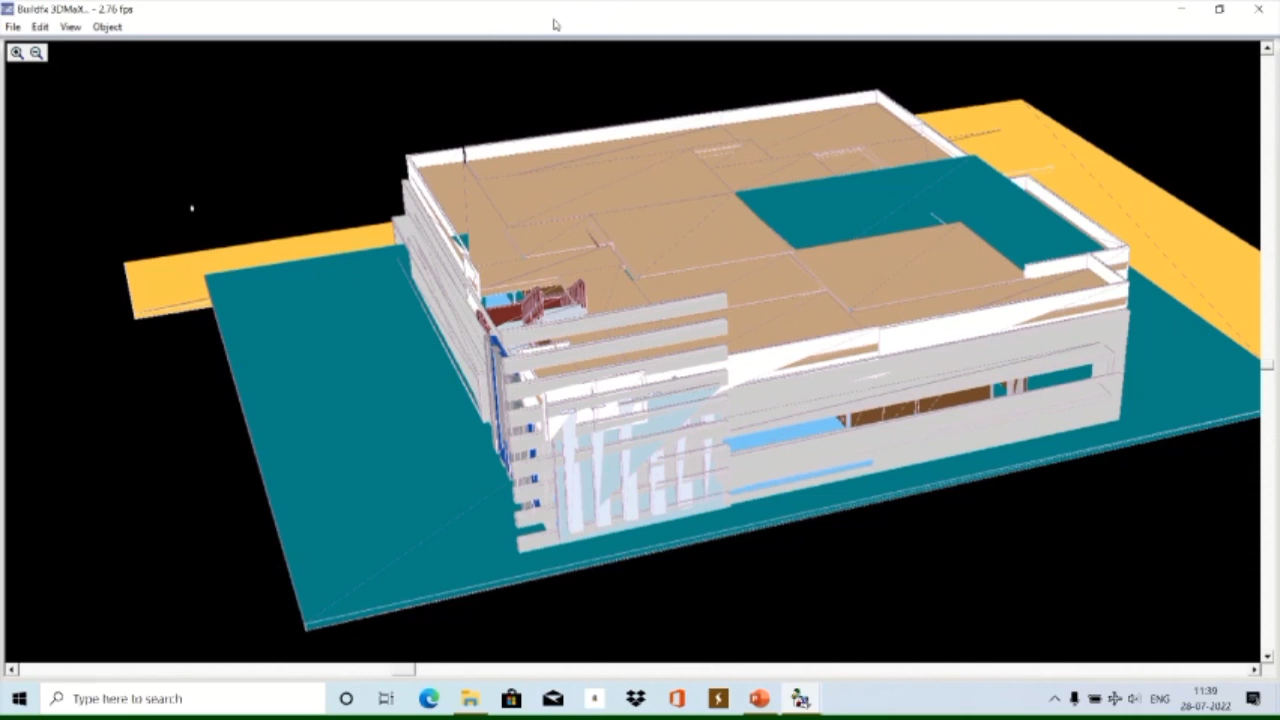 Buildfx 3DMaX... - 2.76 fps
File Edit View Object
Type here to search
ENG
11:39
28-07-2022